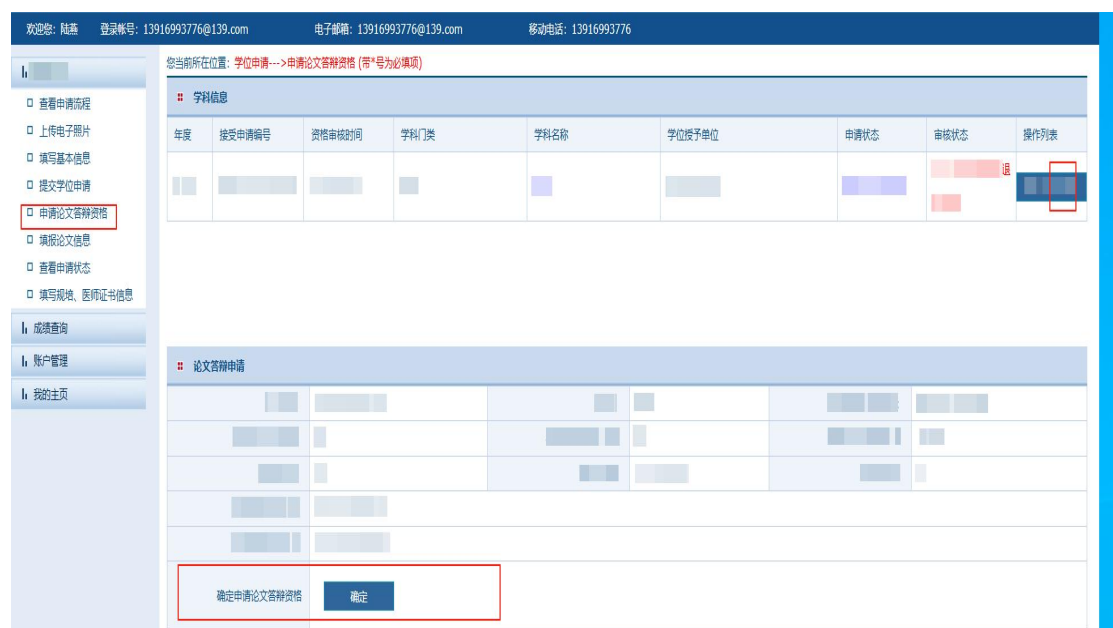 欢迎您: 陆燕 登录帐号: 13916993776@139.com 电子邮箱: 13916993776@139.com 移动电话: 13916993776
您当前所在位置: 学位申请--->申请论文答辩资格 (带*号为必填项)
查看申请流程
上传电子照片
填写基本信息
提交学位申请
申请论文答辩资格
填报论文信息
查看申请状态
填写规培、医师证书信息
成绩查询
账户管理
我的主页
学科信息
年度 接受申请编号 资格审核时间 学科门类 学科名称 学位授予单位 申请状态 审核状态 操作列表
退
论文答辩申请
确定申请论文答辩资格 确定